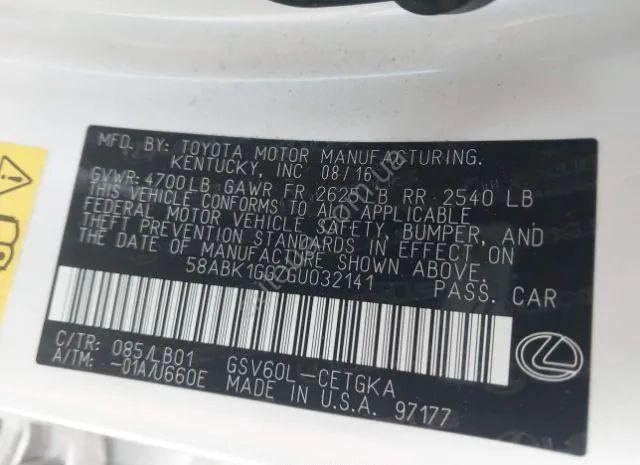 MFD. BY: TOYOTA MOTOR MANUFACTURING.
KENTUCKY, INC 08/16
GVWR: 4700LB GAWR FR 2625LB RR 2540 LB
THIS VEHICLE CONFORMS TO ALL APPLICABLE
FEDERAL MOTOR VEHICLE SAFETY, BUMPER, AND
THEFT PREVENTION STANDARDS IN EFFECT ON
THE DATE OF MANUFACTURE SHOWN ABOVE.
58ABK1GG2GU032141
PASS. CAR
C/TR: 085/LB01 GSV60L-CETGKA
A/TM: -01A/U660E MADE IN U.S.A. 97177